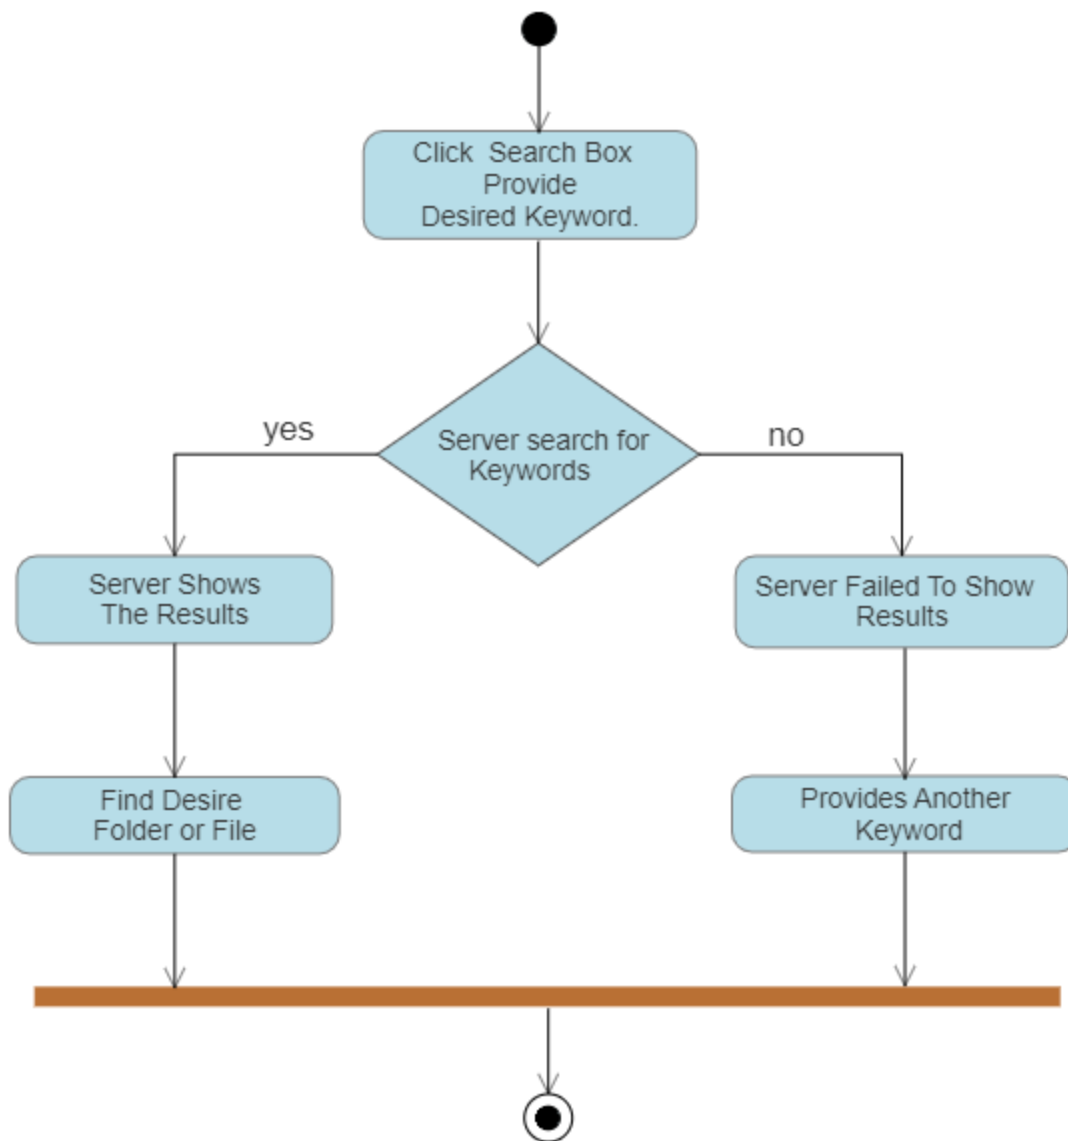 Click Search Box
Provide
Desired Keyword.
Server search for
Keywords
yes
no
Server Shows
The Results
Server Failed To Show
Results
Find Desire
Folder or File
Provides Another
Keyword